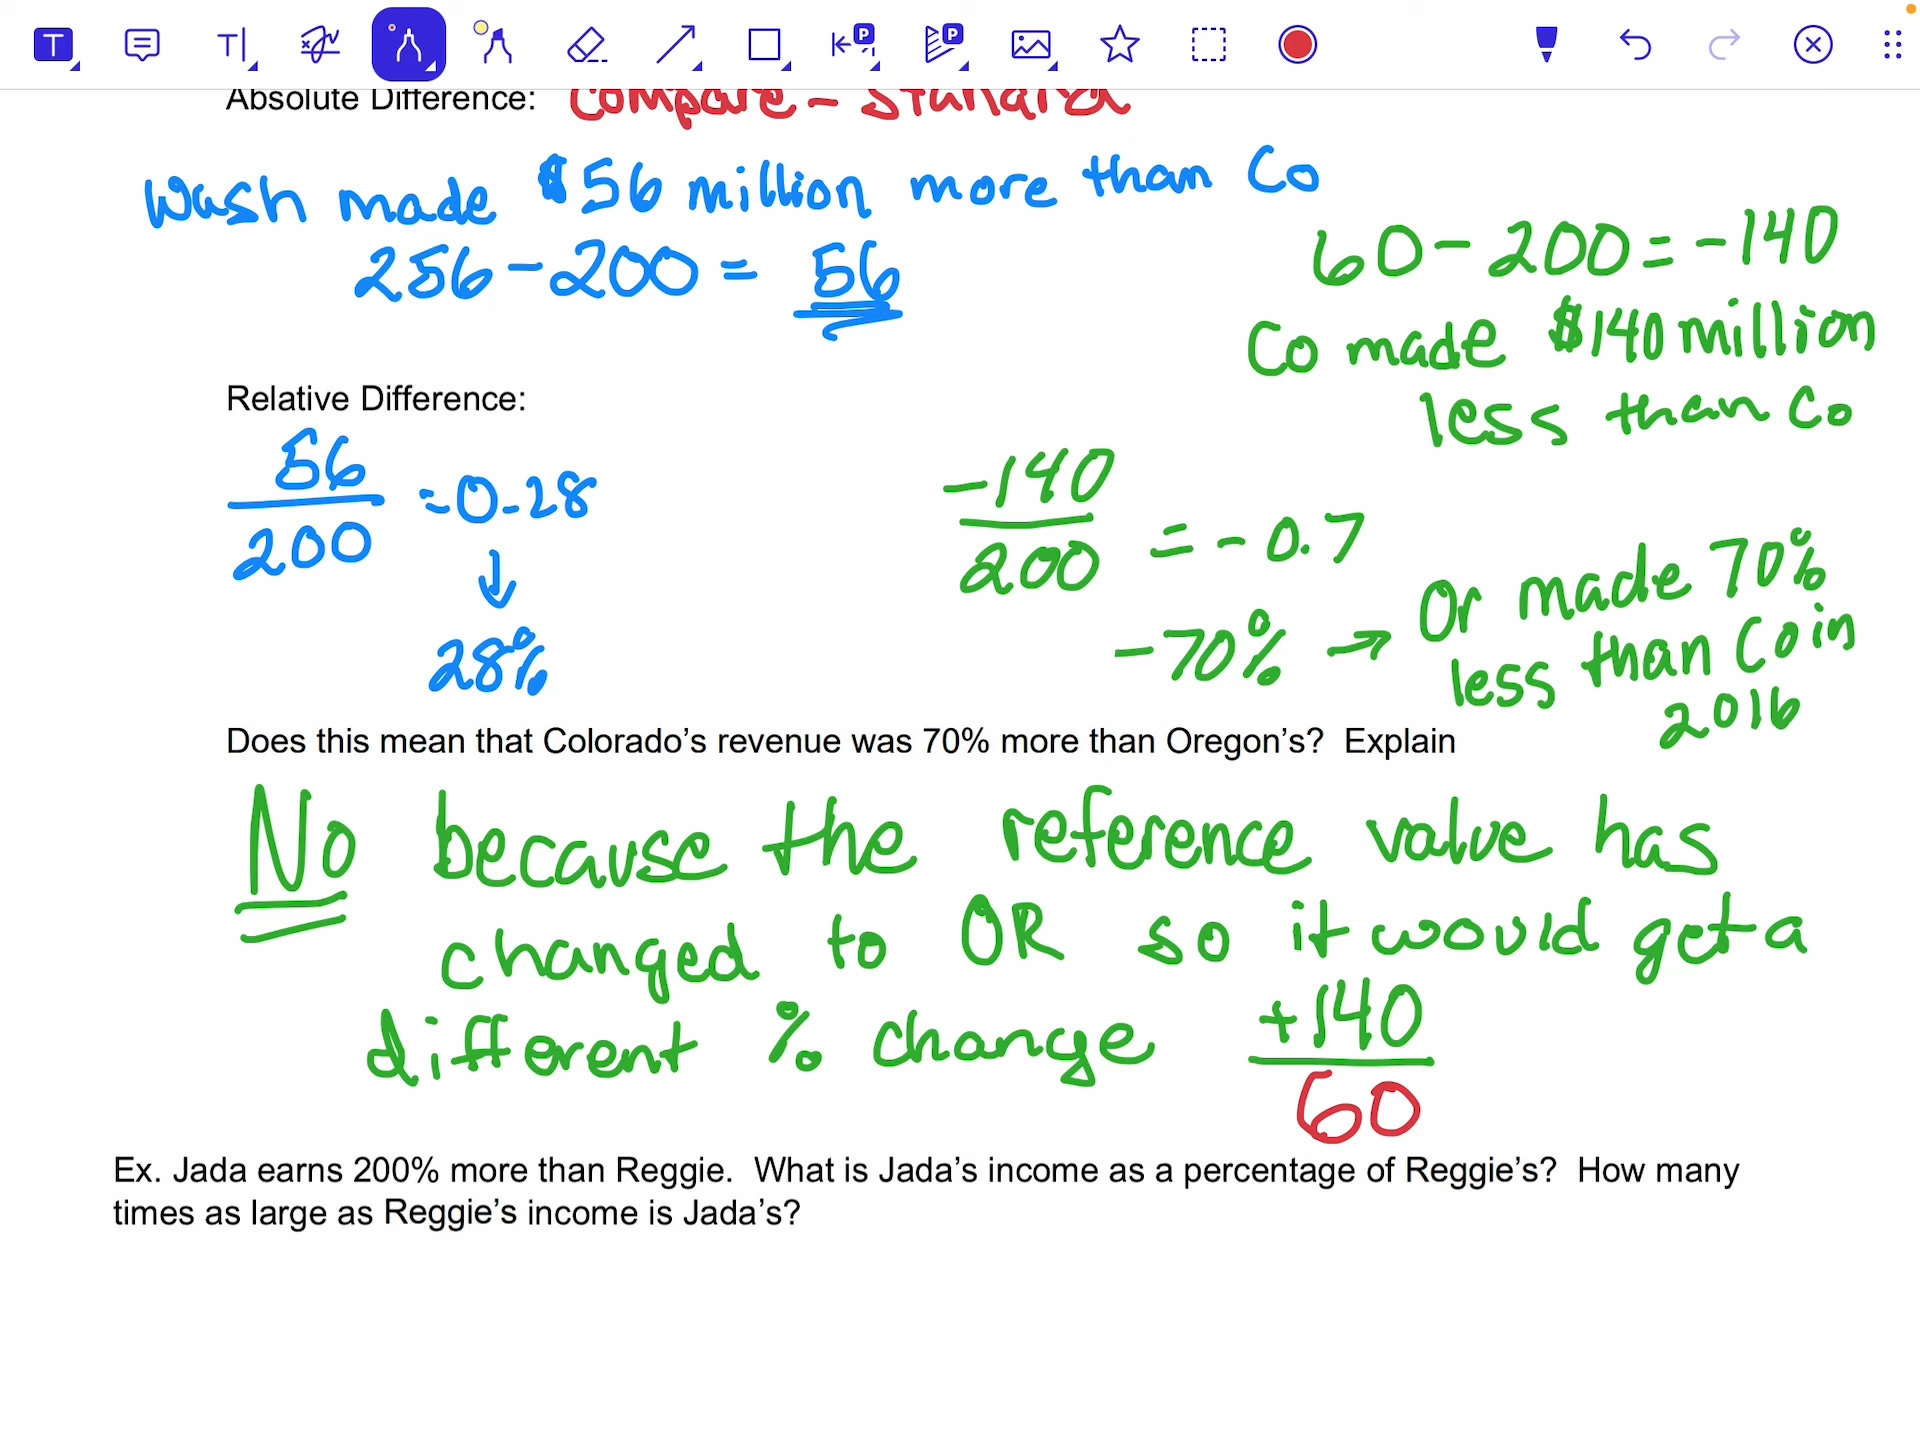 Absolute Difference: Compare - Standard
Wash made $56 million more than Co
256 - 200 = 56
60 - 200 = -140
Co made $140 million
less than Co
Relative Difference:
56
200
=0.28
28%
-140
200
= -0.7
-70% → Or made 70%
less than Co in
2016
Does this mean that Colorado's revenue was 70% more than Oregon's? Explain
No because the reference value has
changed to OR so it would get a
different % change
+140
60
Ex. Jada earns 200% more than Reggie. What is Jada's income as a percentage of Reggie's? How many
times as large as Reggie's income is Jada's?